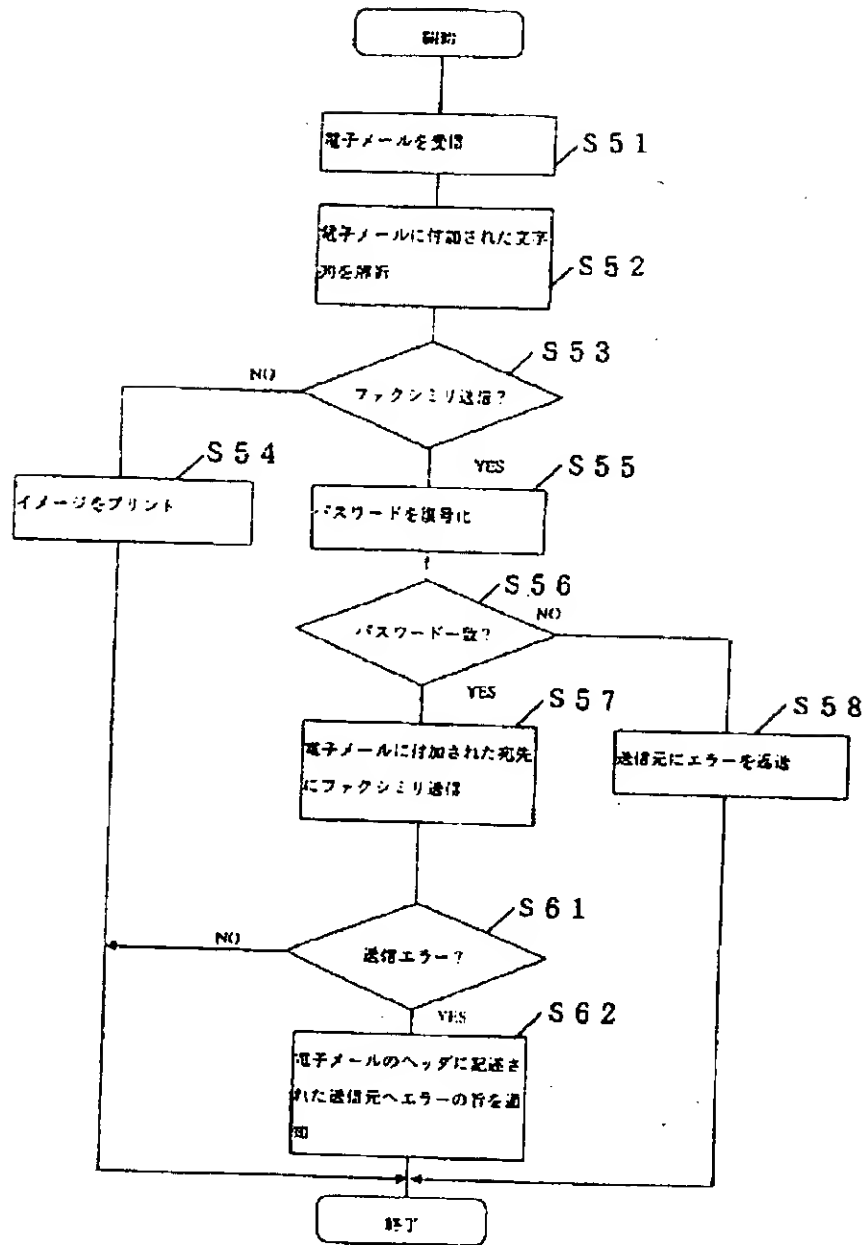 開始
電子メールを受信
S51
電子メールに付加された文字
列を解析
S52
S53
ファクシミリ送信?
NO
YES
S54
イメージをプリント
S55
パスワードを復号化
S56
パスワード一致?
NO
YES
S57
電子メールに付加された宛先
にファクシミリ送信
S58
送信元にエラーを返送
S61
送信エラー?
NO
YES
S62
電子メールのヘッダに記述さ
れた送信元へエラーの旨を通
知
終了